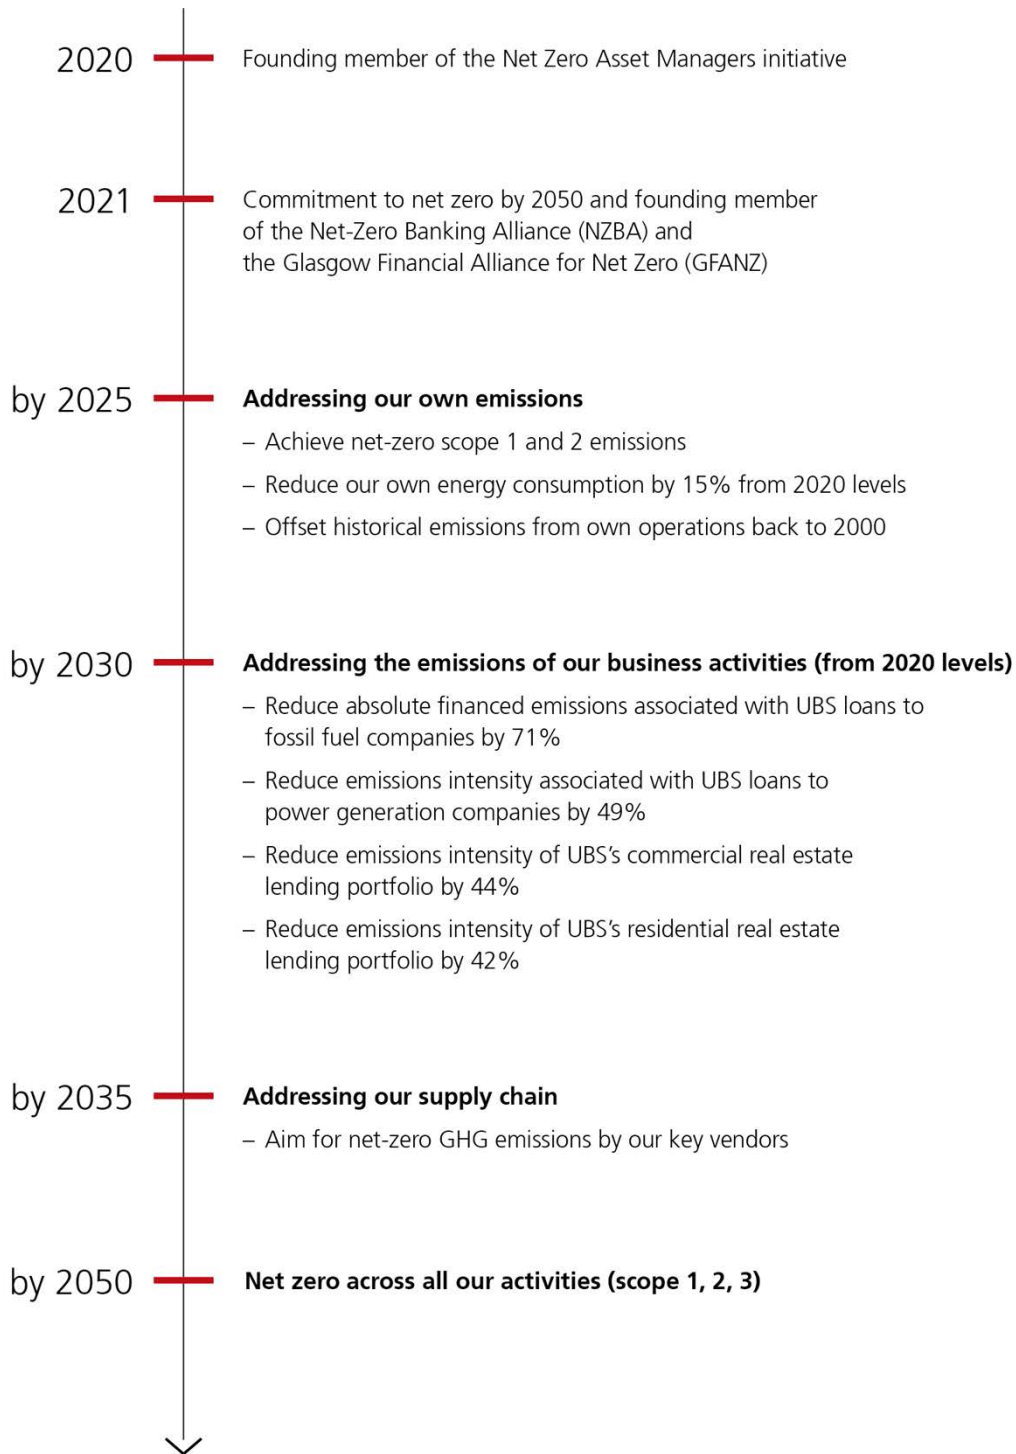 2020
Founding member of the Net Zero Asset Managers initiative
2021
Commitment to net zero by 2050 and founding member
of the Net-Zero Banking Alliance (NZBA) and
the Glasgow Financial Alliance for Net Zero (GFANZ)
by 2025
Addressing our own emissions
– Achieve net-zero scope 1 and 2 emissions
– Reduce our own energy consumption by 15% from 2020 levels
– Offset historical emissions from own operations back to 2000
by 2030
Addressing the emissions of our business activities (from 2020 levels)
– Reduce absolute financed emissions associated with UBS loans to
fossil fuel companies by 71%
– Reduce emissions intensity associated with UBS loans to
power generation companies by 49%
– Reduce emissions intensity of UBS’s commercial real estate
lending portfolio by 44%
– Reduce emissions intensity of UBS’s residential real estate
lending portfolio by 42%
by 2035
Addressing our supply chain
– Aim for net-zero GHG emissions by our key vendors
by 2050
Net zero across all our activities (scope 1, 2, 3)